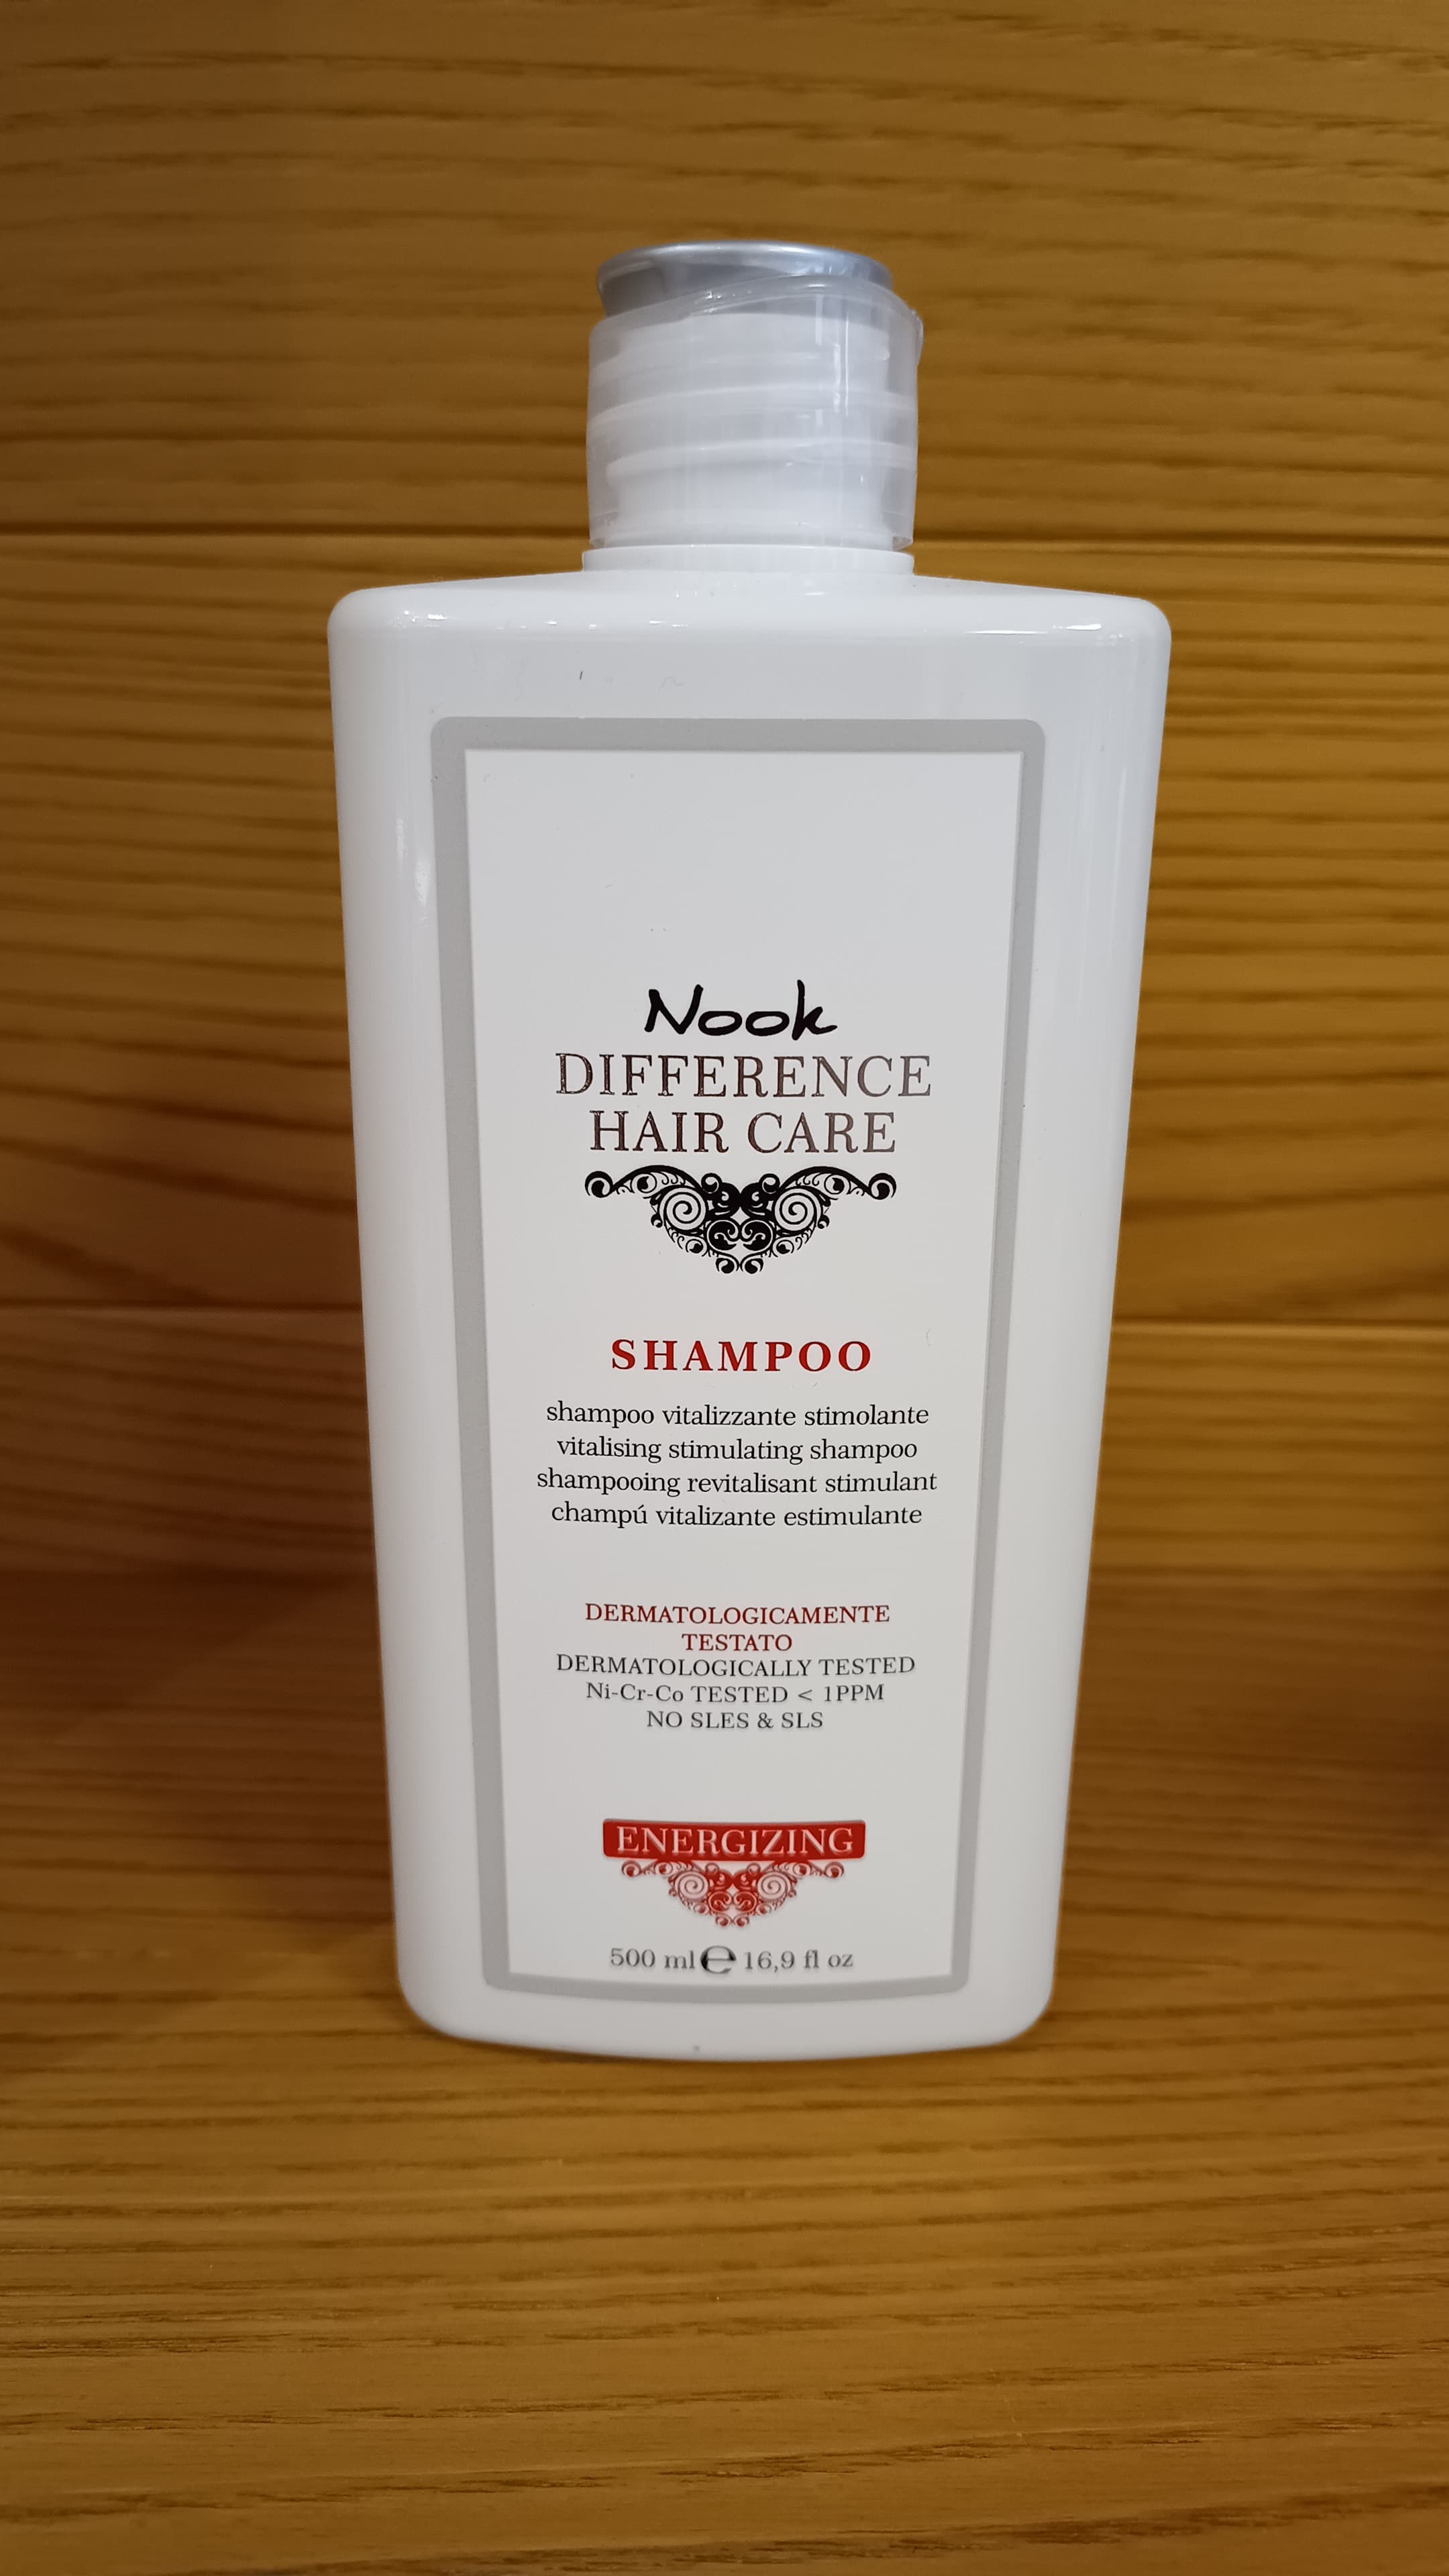 Nook
DIFFERENCE
HAIR CARE
SHAMPOO
shampoo vitalizzante stimolante
vitalising stimulating shampoo
shampooing revitalisant stimulant
champú vitalizante estimulante
DERMATOLOGICAMENTE
TESTATO
DERMATOLOGICALLY TESTED
Ni-Cr-Co TESTED < 1PPM
NO SLES & SLS
ENERGIZING
500 ml ℮ 16,9 fl oz